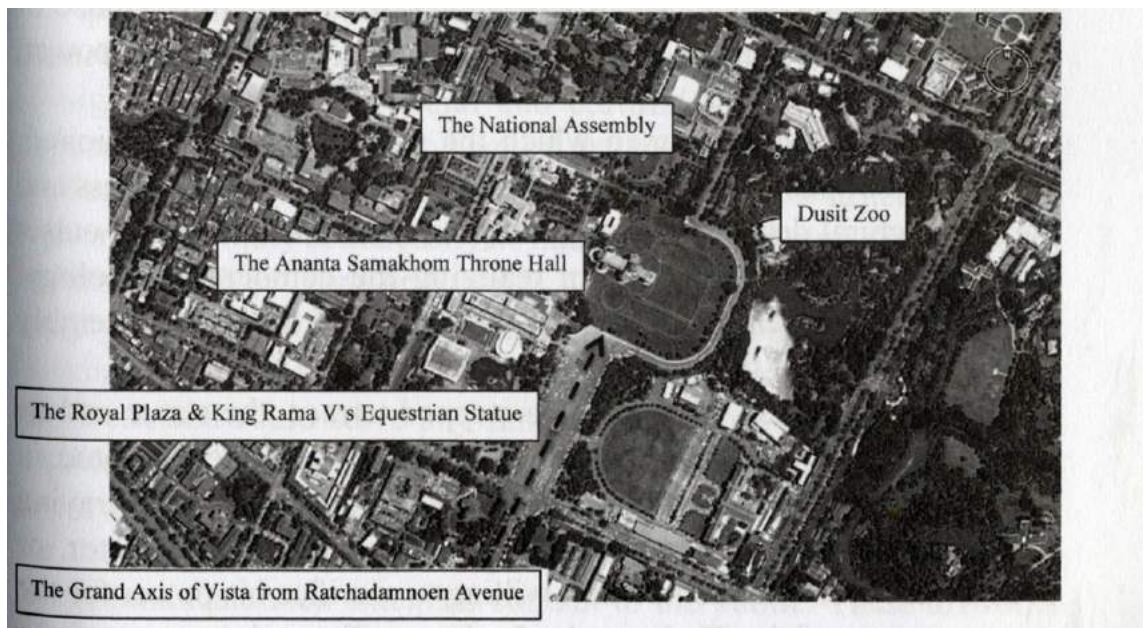 The National Assembly
Dusit Zoo
The Ananta Samakhom Throne Hall
The Royal Plaza & King Rama V's Equestrian Statue
The Grand Axis of Vista from Ratchadamnoen Avenue